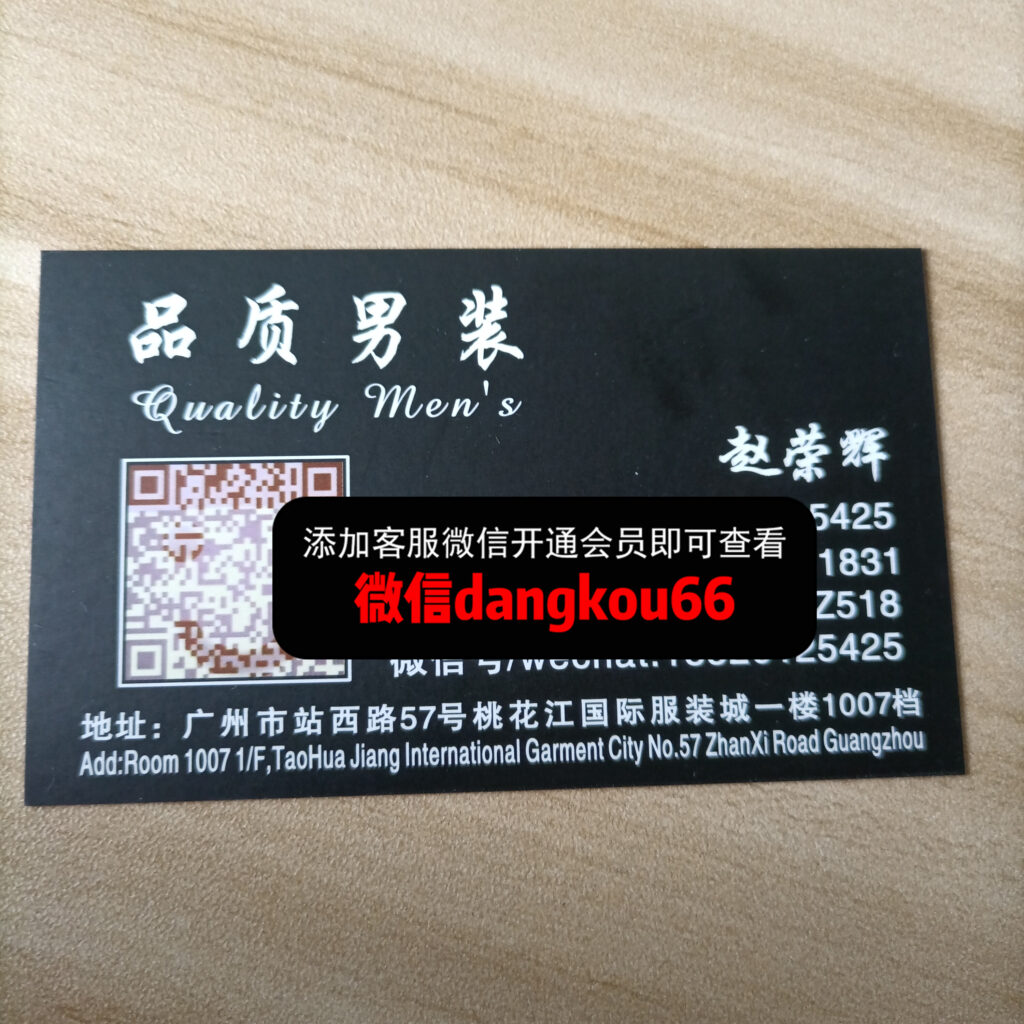 品质男装
Quality Men's
赵荣辉
5425
添加客服微信开通会员即可查看
1831
微信dangkou66
Z518
微信号/wechat:
25425
地址：广州市站西路57号桃花江国际服装城一楼1007档
Add:Room 1007 1/F,TaoHua Jiang International Garment City No.57 ZhanXi Road Guangzhou